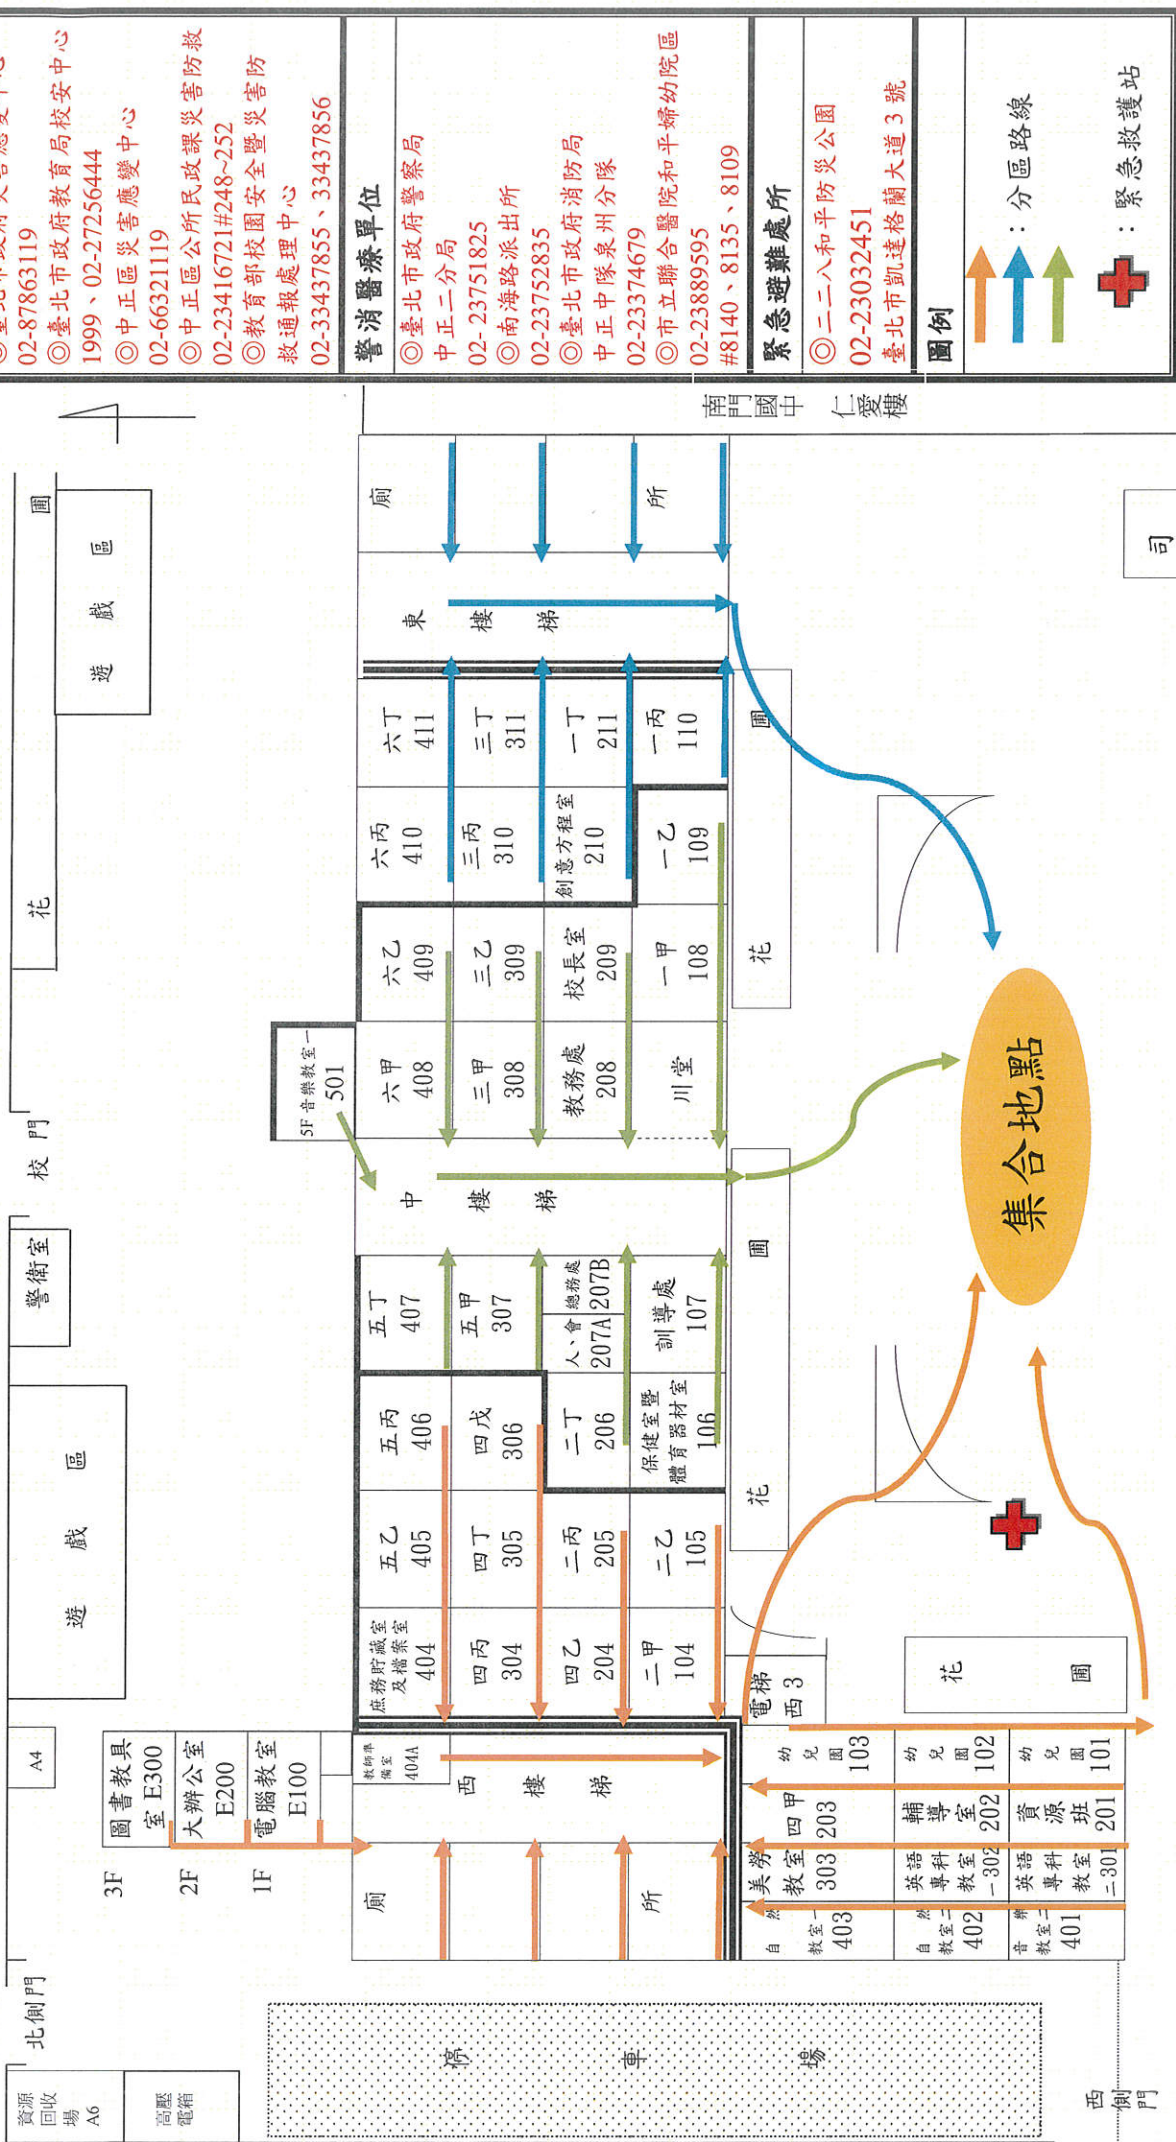 02-87863119
◎臺北市政府教育局校安中心
1999、02-27256444
◎中正區災害應變中心
02-66321119
◎中正區公所民政課災害防救
02-23416721#248~252
◎教育部校園安全暨災害防
救通報處理中心
02-33437855、33437856
警消醫療單位
◎臺北市政府警察局
中正二分局
02- 23751825
◎南海路派出所
02-23752835
◎臺北市政府消防局
中正中隊泉州分隊
02-23374679
◎市立聯合醫院和平婦幼院區
02-23889595
#8140、8135、8109
緊急避難處所
◎二二八和平防災公園
02-23032451
臺北市凱達格蘭大道 3 號
圖例
：分區路線
：緊急救護站
資源
回收
場
A6
高壓
電箱
北側門
A4
遊 戲 區
警衛室
校 門
花 圃
遊 戲 區
3F
圖書教具
室 E300
2F
大辦公室
E200
1F
電腦教室
E100
5F 音樂教室一
501
停 車 場
西側門
廁 所
教師準
備室
404A
西 樓 梯
庶務貯藏室
及檔案室
404
五乙
405
五丙
406
五丁
407
中 樓 梯
六甲
408
六乙
409
六丙
410
六丁
411
東 樓 梯
廁 所
四丙
304
四丁
305
四戊
306
五甲
307
三甲
308
三乙
309
三丙
310
三丁
311
四乙
204
二丙
205
二丁
206
人、會
207A
總務處
207B
教務處
208
校長室
209
創意方程室
210
一丁
211
二甲
104
二乙
105
保健室暨
體育器材室
106
訓導處
107
川堂
一甲
108
一乙
109
一丙
110
南門國中 仁愛樓
電梯
西 3
花 圃
花 圃
自然
教室一
403
美勞
教室
303
四甲
203
幼兒園
103
自然
教室二
402
英語
專科
教室
一302
輔導室
202
幼兒園
102
音樂
教室二
401
英語
專科
教室
二301
資源班
201
幼兒園
101
花 圃
集合地點
司